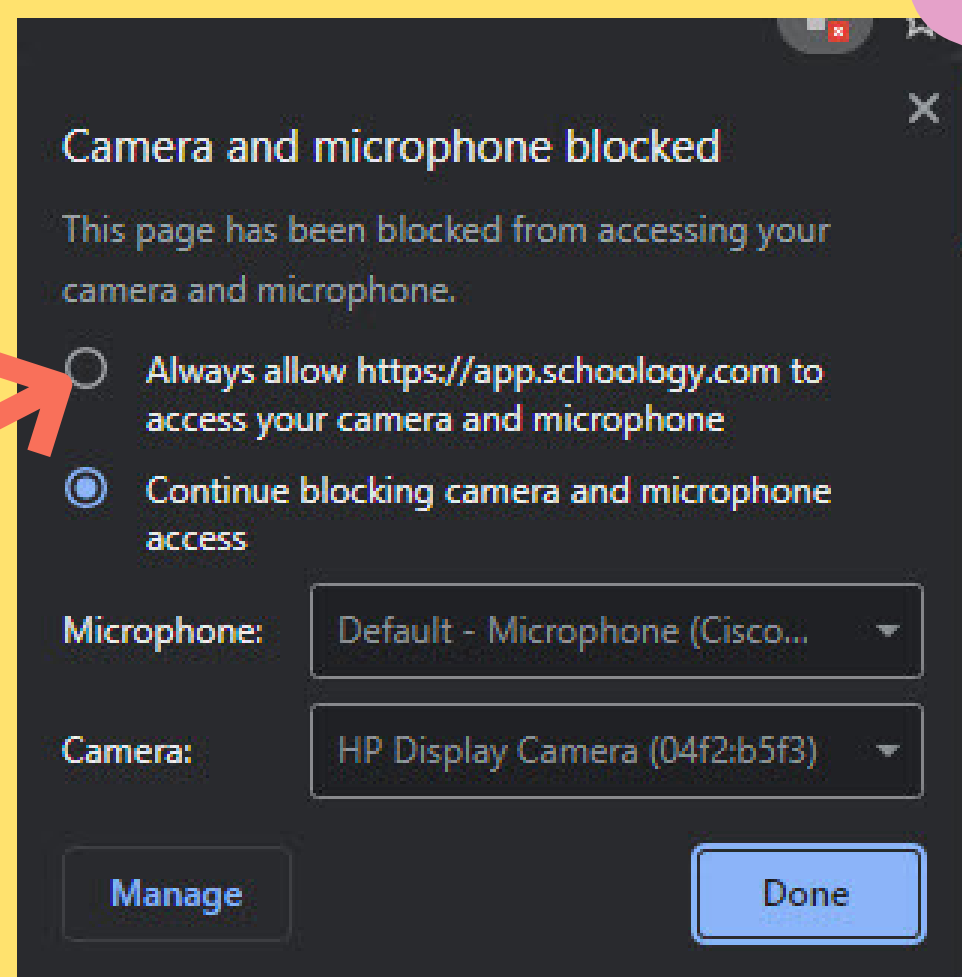 Camera and microphone blocked
This page has been blocked from accessing your
camera and microphone.
Always allow https://app.schoology.com to
access your camera and microphone
Continue blocking camera and microphone
access
Microphone: Default - Microphone (Cisco...
Camera: HP Display Camera (04f2:b5f3)
Manage Done